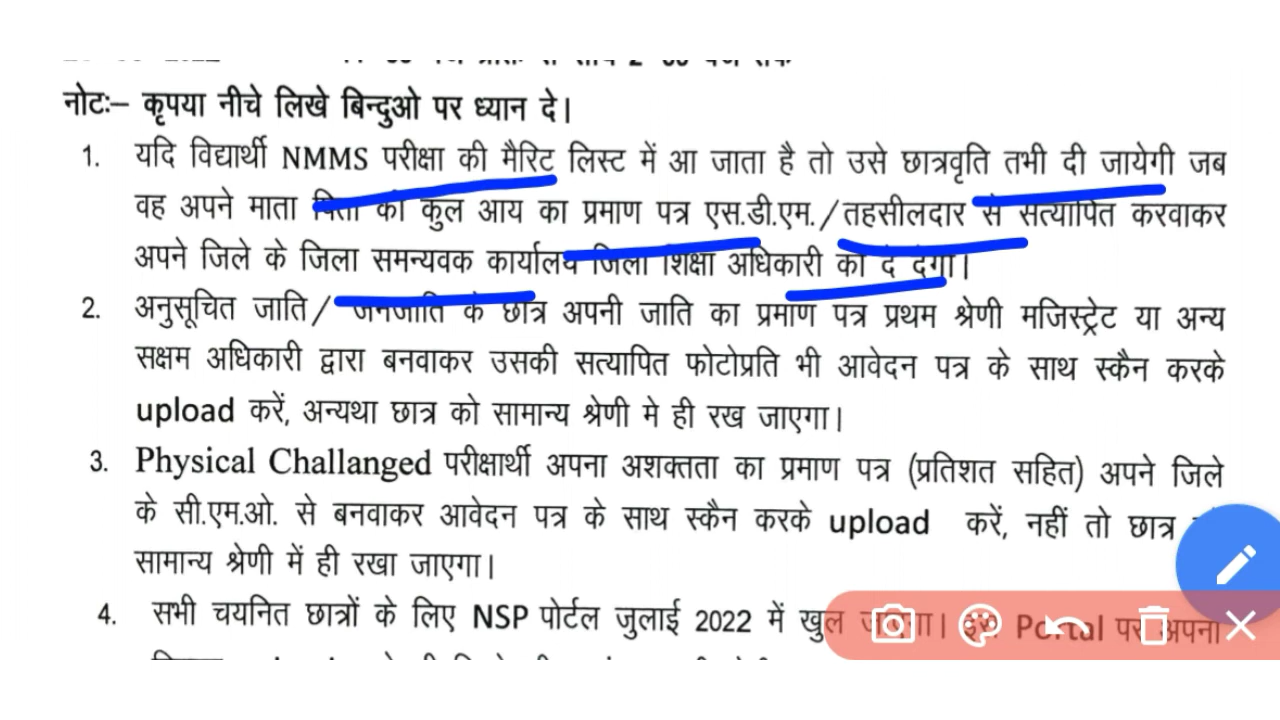 नोटः– कृपया नीचे लिखे बिन्दुओ पर ध्यान दे।
1. यदि विद्यार्थी NMMS परीक्षा की मैरिट लिस्ट में आ जाता है तो उसे छात्रवृति तभी दी जायेगी जब
वह अपने माता पिता की कुल आय का प्रमाण पत्र एस.डी.एम./तहसीलदार से सत्यापित करवाकर
अपने जिले के जिला समन्यवक कार्यालय जिला शिक्षा अधिकारी को दे देगा।
2. अनुसूचित जाति/ जनजाति के छात्र अपनी जाति का प्रमाण पत्र प्रथम श्रेणी मजिस्ट्रेट या अन्य
सक्षम अधिकारी द्वारा बनवाकर उसकी सत्यापित फोटोप्रति भी आवेदन पत्र के साथ स्कैन करके
upload करें, अन्यथा छात्र को सामान्य श्रेणी मे ही रख जाएगा।
3. Physical Challanged परीक्षार्थी अपना अशक्तता का प्रमाण पत्र (प्रतिशत सहित) अपने जिले
के सी.एम.ओ. से बनवाकर आवेदन पत्र के साथ स्कैन करके upload करें, नहीं तो छात्र
सामान्य श्रेणी में ही रखा जाएगा।
4. सभी चयनित छात्रों के लिए NSP पोर्टल जुलाई 2022 में खुल जाएगा। इस Portal पर अपना